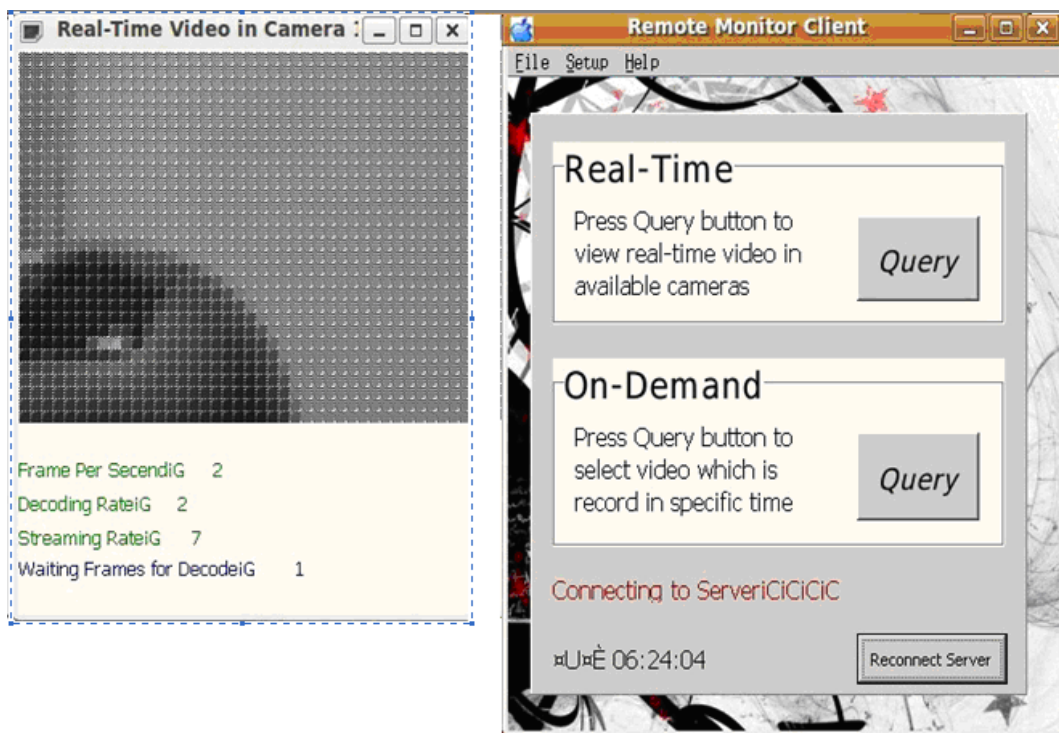 Real-Time Video in Camera 1
Frame Per SecendiG 2
Decoding RateiG 2
Streaming RateiG 7
Waiting Frames for DecodeiG 1
Remote Monitor Client
File Setup Help
Real-Time
Press Query button to
view real-time video in
available cameras
Query
On-Demand
Press Query button to
select video which is
record in specific time
Query
Connecting to ServeriCiCiCiC
¤U¤È 06:24:04
Reconnect Server